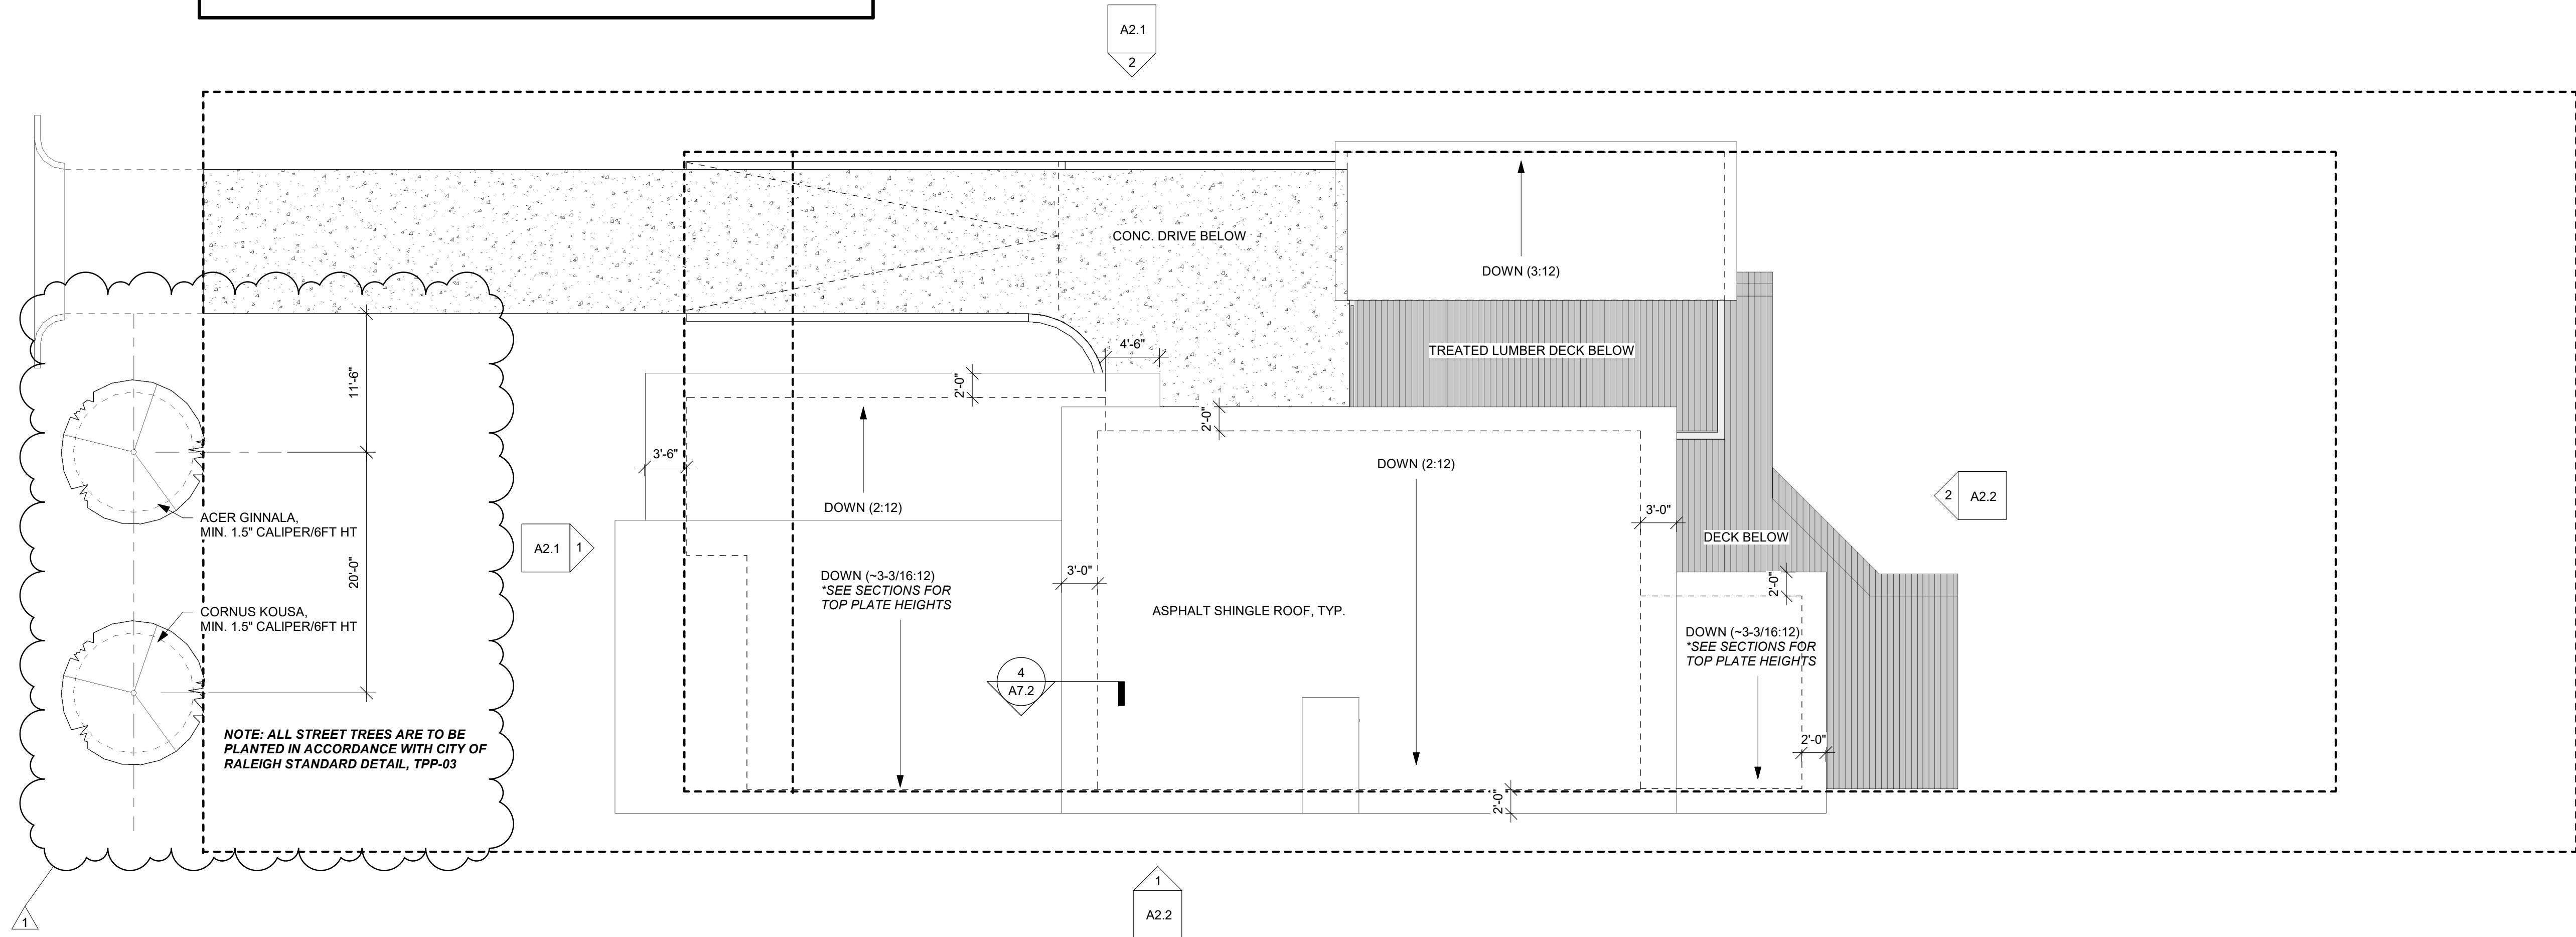 A2.1
2
CONC. DRIVE BELOW
DOWN (3:12)
4'-6"
TREATED LUMBER DECK BELOW
11'-6"
2'-0"
2'-0"
3'-6"
DOWN (2:12)
DOWN (2:12)
2
A2.2
3'-0"
ACER GINNALA,
MIN. 1.5" CALIPER/6FT HT
A2.1
1
DECK BELOW
20'-0"
3'-0"
DOWN (~3-3/16:12)
*SEE SECTIONS FOR
TOP PLATE HEIGHTS
2'-0"
ASPHALT SHINGLE ROOF, TYP.
CORNUS KOUSA,
MIN. 1.5" CALIPER/6FT HT
DOWN (~3-3/16:12)
*SEE SECTIONS FOR
TOP PLATE HEIGHTS
4
A7.2
NOTE: ALL STREET TREES ARE TO BE
PLANTED IN ACCORDANCE WITH CITY OF
RALEIGH STANDARD DETAIL, TPP-03
2'-0"
2'-0"
1
1
A2.2